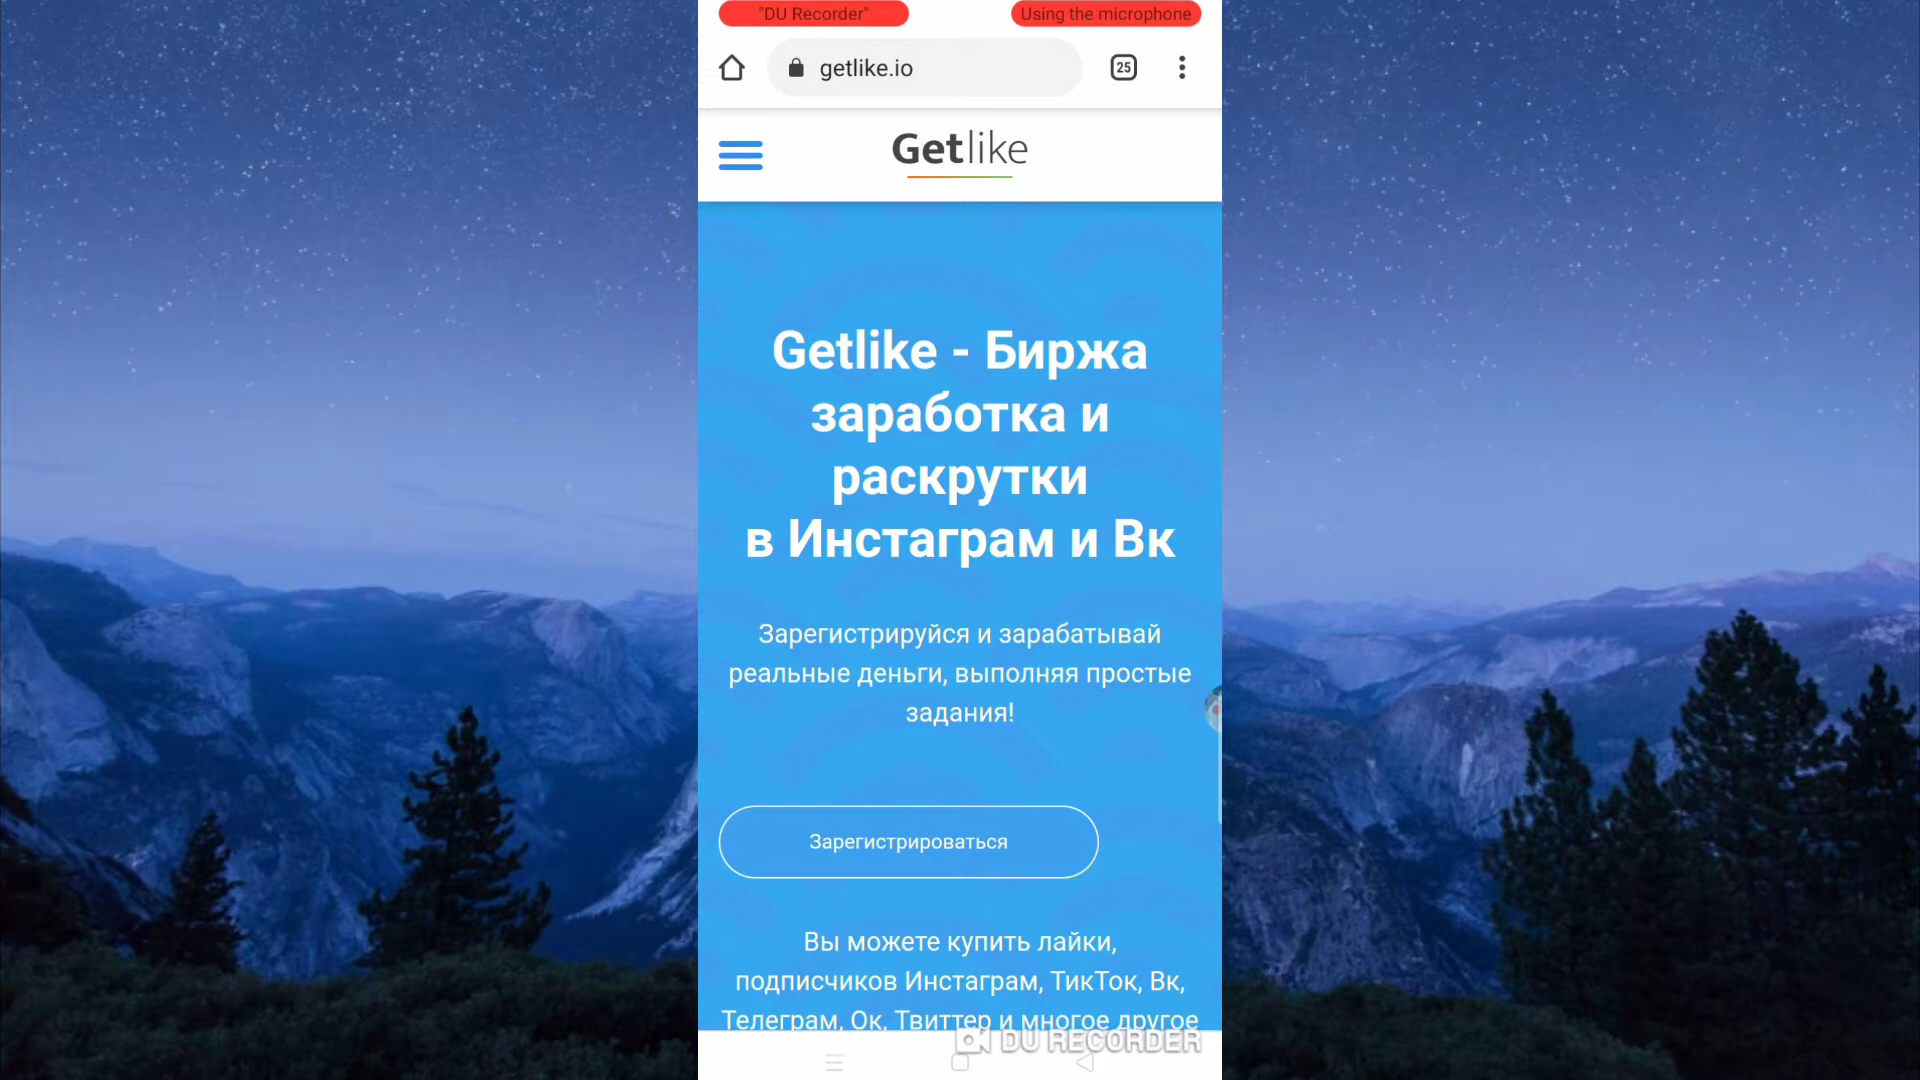 "DU Recorder" Using the microphone
getlike.io 25
Getlike
Getlike - Биржа
заработка и
раскрутки
в Инстаграм и Вк
Зарегистрируйся и зарабатывай
реальные деньги, выполняя простые
задания!
Зарегистрироваться
Вы можете купить лайки,
подписчиков Инстаграм, ТикТок, Вк,
Телеграм, Ок, Твиттер и многое другое
DU RECORDER